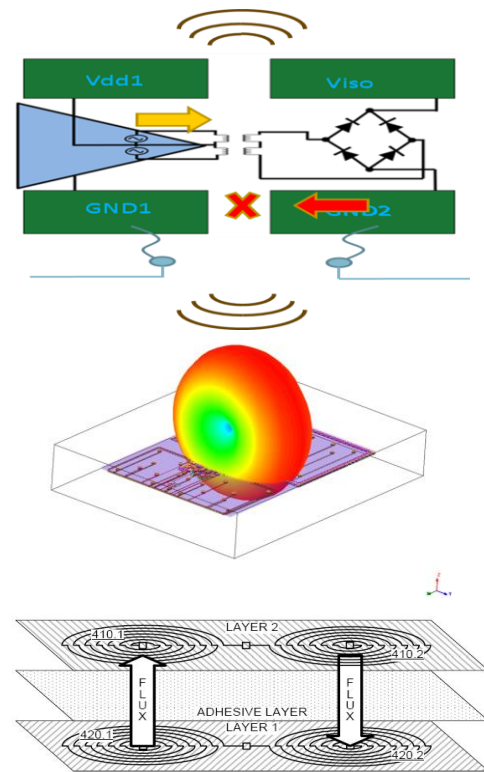 Vdd1
Viso
GND1
GND2
LAYER 2
410.1
410.2
FLUX
FLUX
ADHESIVE LAYER
LAYER 1
420.1
420.2